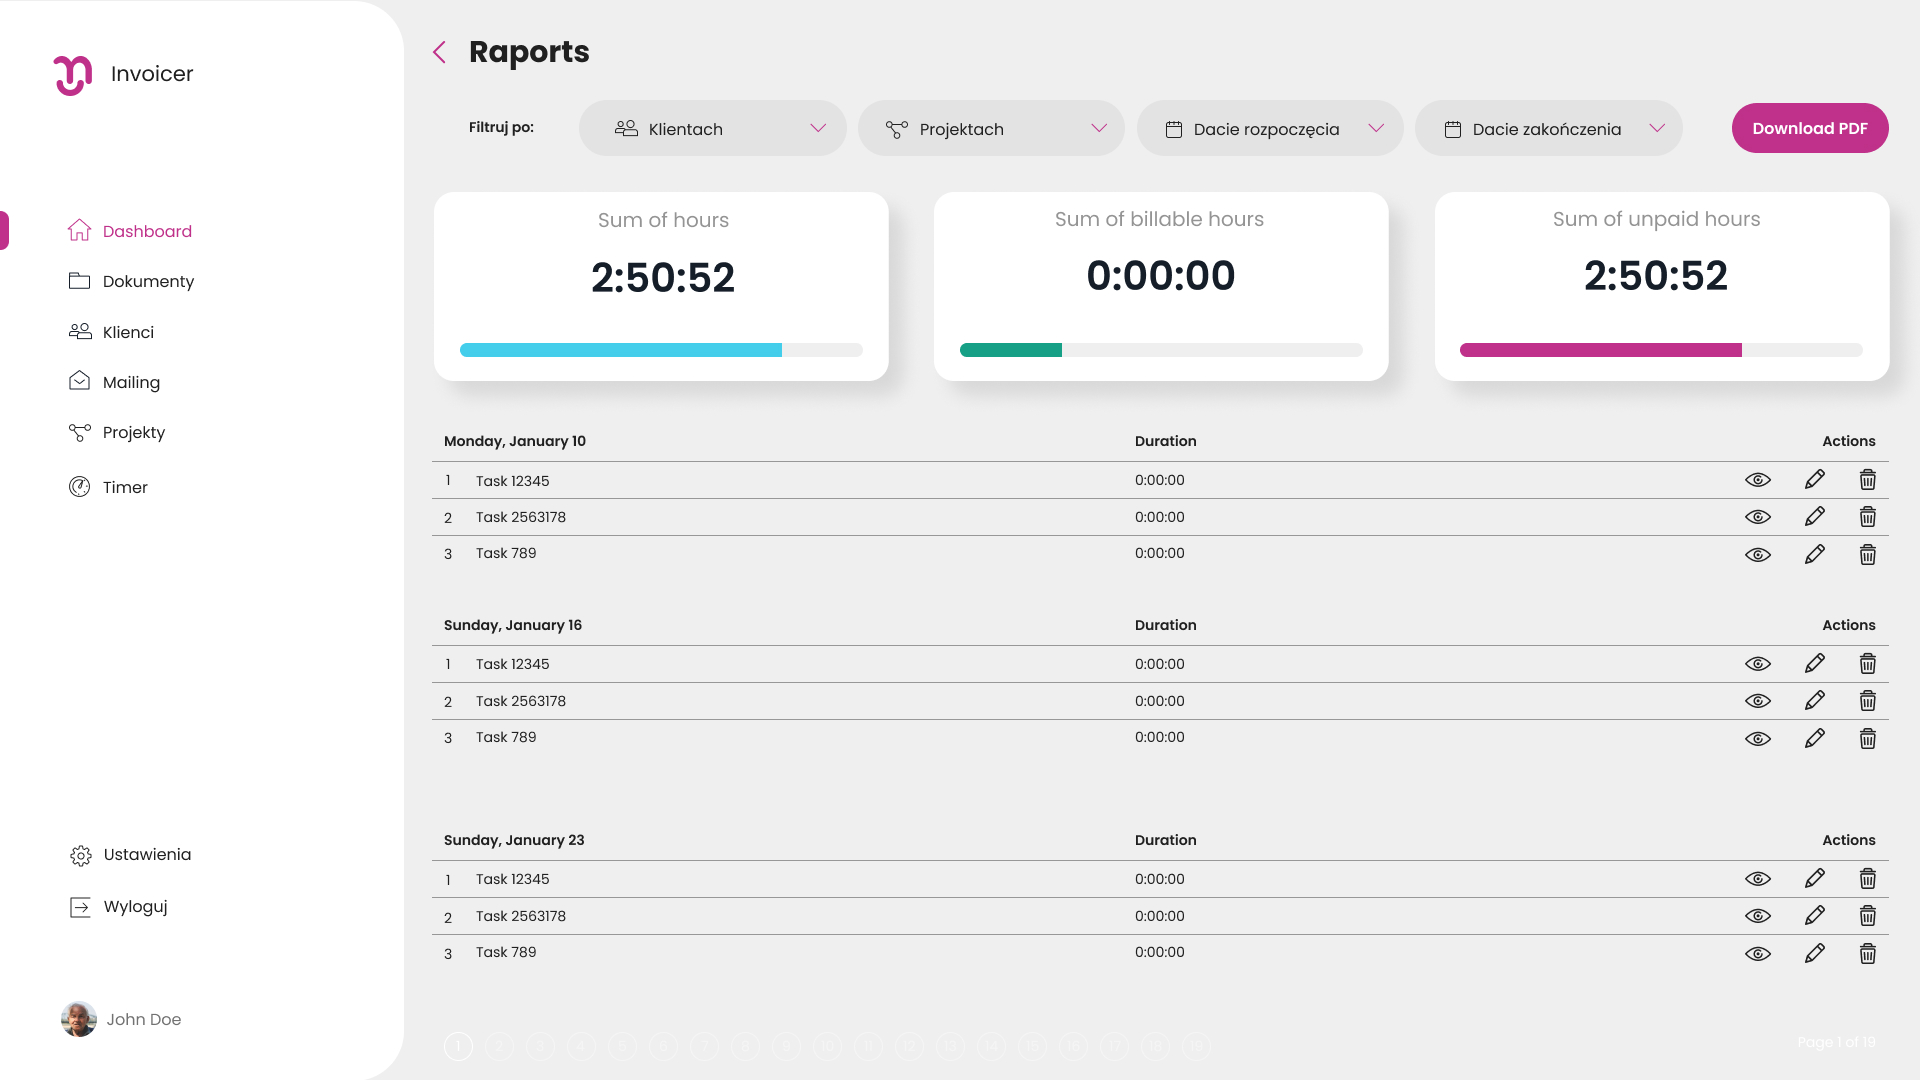 Invoicer
Dashboard
Dokumenty
Klienci
Mailing
Projekty
Timer
Ustawienia
Wyloguj
John Doe
Raports
Filtruj po:
Klientach
Projektach
Dacie rozpoczęcia
Dacie zakończenia
Download PDF
Sum of hours
2:50:52
Sum of billable hours
0:00:00
Sum of unpaid hours
2:50:52
Monday, January 10 Duration Actions
1 Task 12345 0:00:00
2 Task 2563178 0:00:00
3 Task 789 0:00:00
Sunday, January 16 Duration Actions
1 Task 12345 0:00:00
2 Task 2563178 0:00:00
3 Task 789 0:00:00
Sunday, January 23 Duration Actions
1 Task 12345 0:00:00
2 Task 2563178 0:00:00
3 Task 789 0:00:00
1 2 3 4 5 6 7 8 9 10 11 12 13 14 15 16 17 18 19 Page 1 of 19